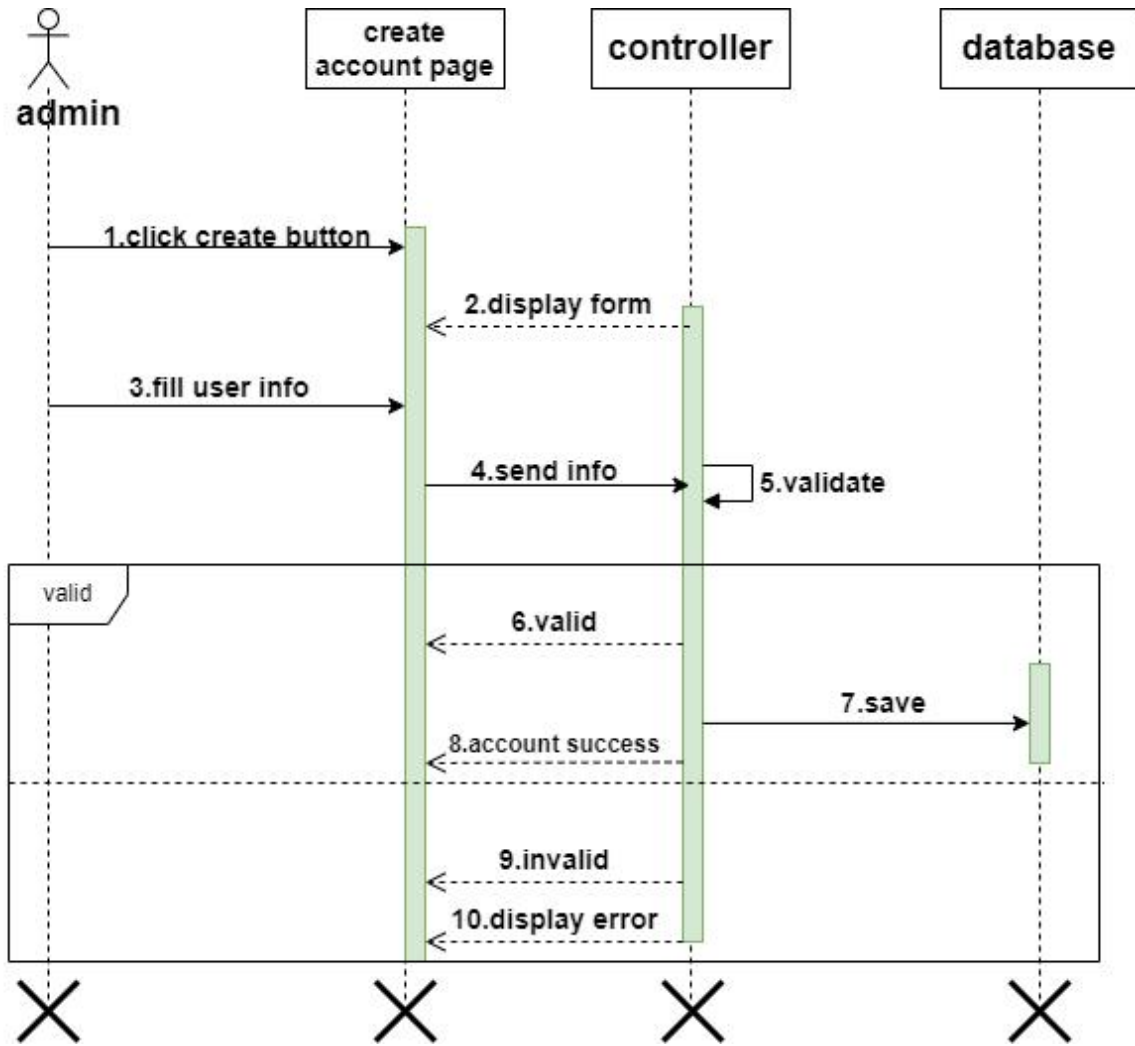 create
account page
controller
database
admin
1.click create button
2.display form
3.fill user info
4.send info
5.validate
valid
6.valid
7.save
8.account success
9.invalid
10.display error